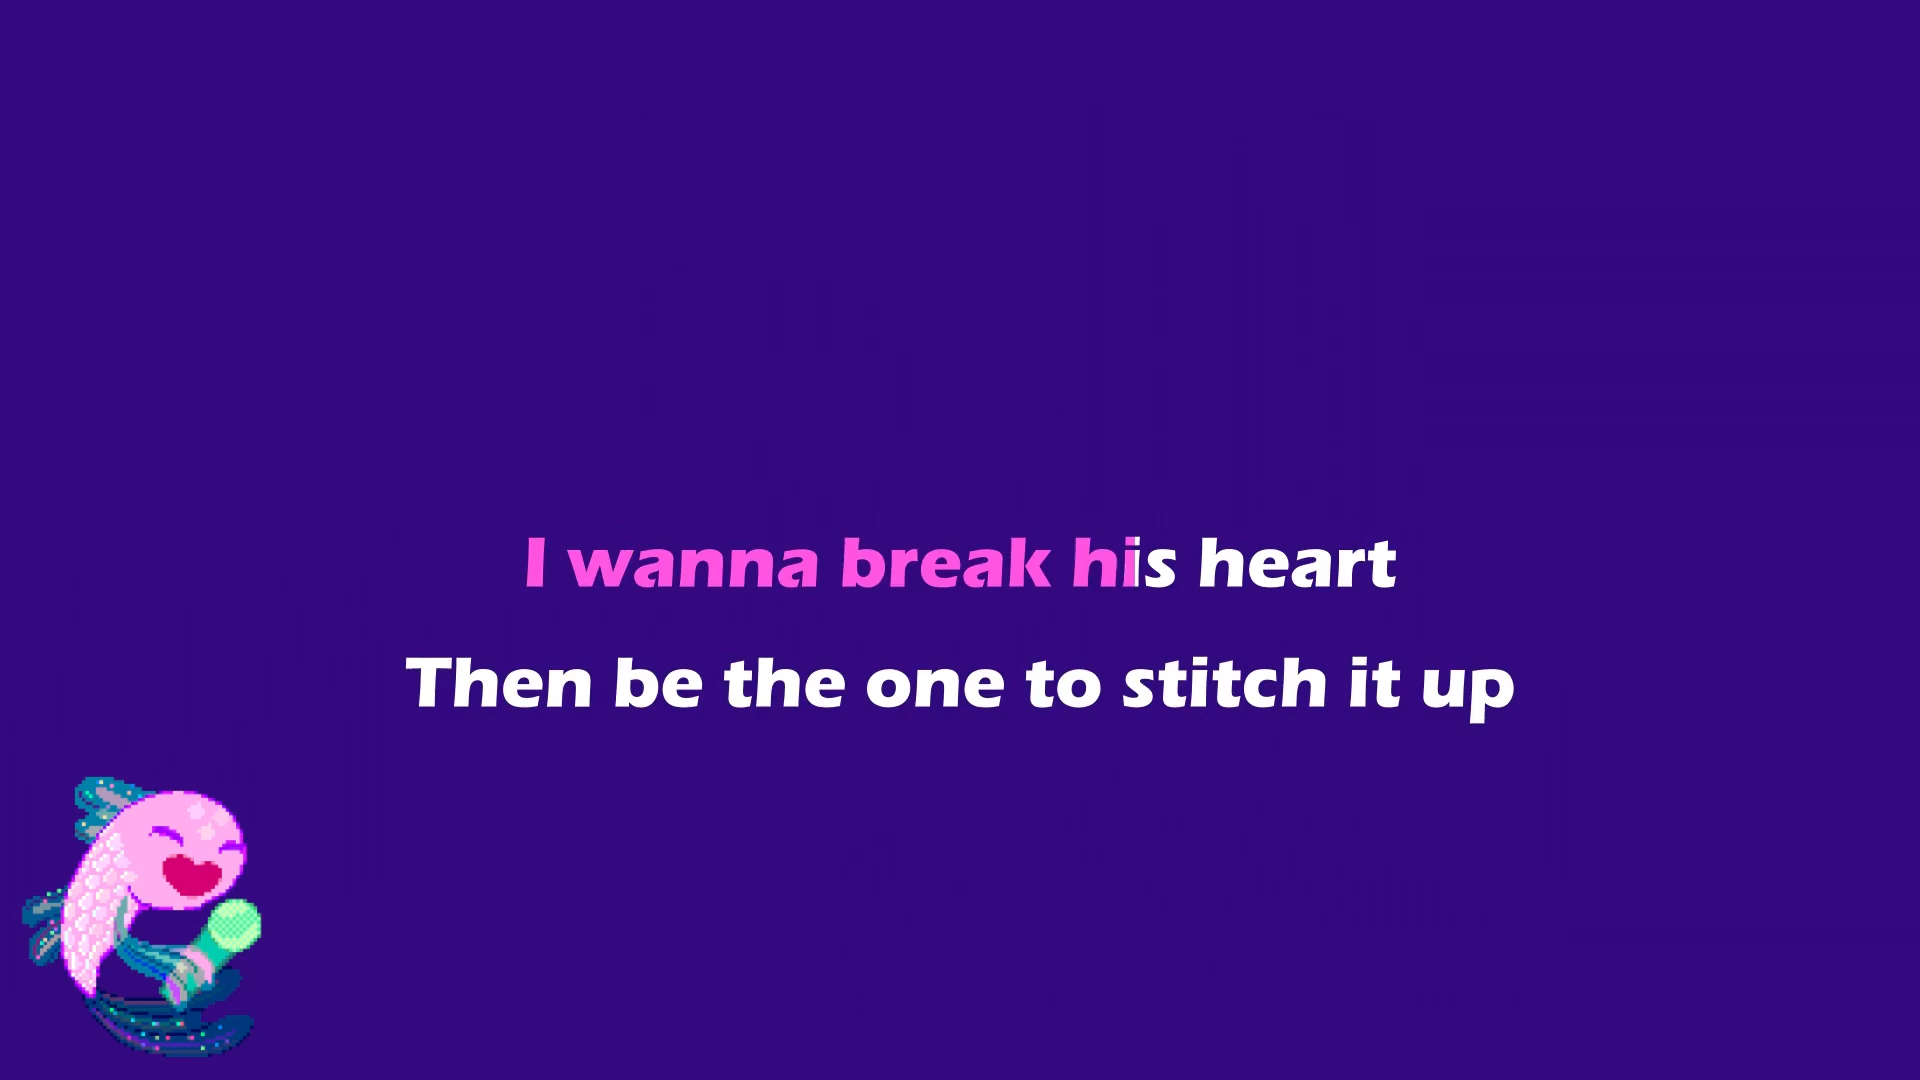 I wanna break his heart
Then be the one to stitch it up